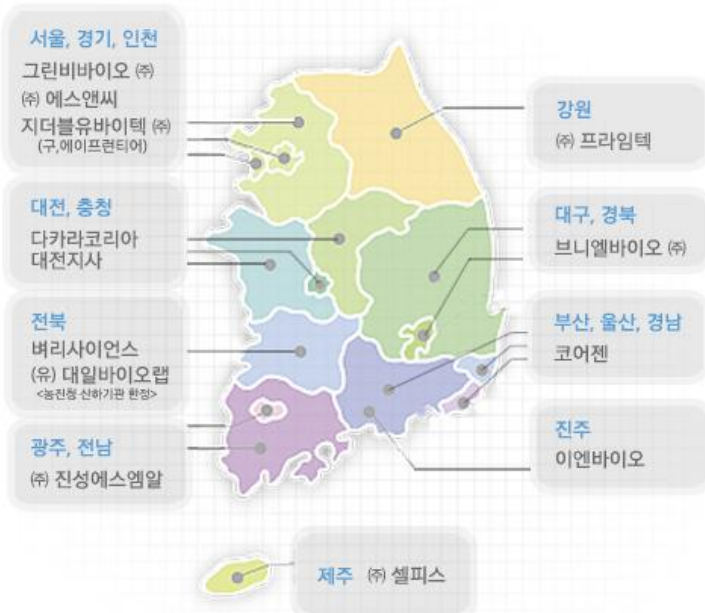 서울, 경기, 인천
그린비바이오 ㈜
㈜ 에스앤씨
지더블유바이텍 ㈜
(구,에이프런티어)
강원
㈜ 프라임텍
대전, 충청
다카라코리아
대전지사
대구, 경북
브니엘바이오 ㈜
전북
벼리사이언스
(유) 대일바이오랩
<농진청 산하기관 한정>
부산, 울산, 경남
코어젠
광주, 전남
㈜ 진성에스엠알
진주
이엔바이오
제주 ㈜ 셀피스